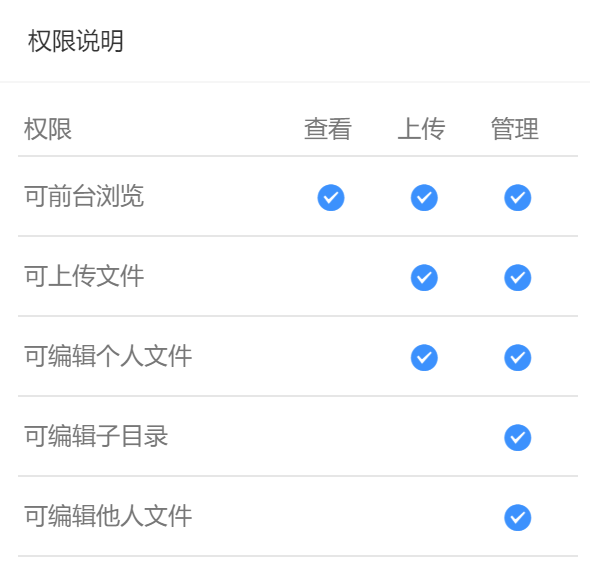 权限说明
权限 查看 上传 管理
可前台浏览
可上传文件
可编辑个人文件
可编辑子目录
可编辑他人文件